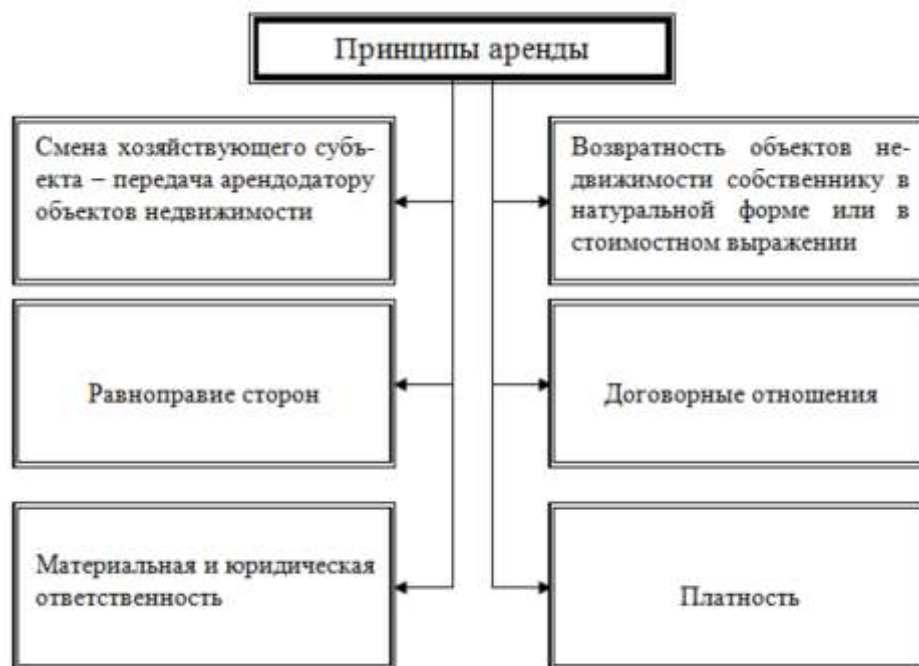 Принципы аренды
Смена хозяйствующего субъ-
екта – передача арендодатору
объектов недвижимости
Возвратность объектов не-
движимости собственнику в
натуральной форме или в
стоимостном выражении
Равноправие сторон
Договорные отношения
Материальная и юридическая
ответственность
Платность